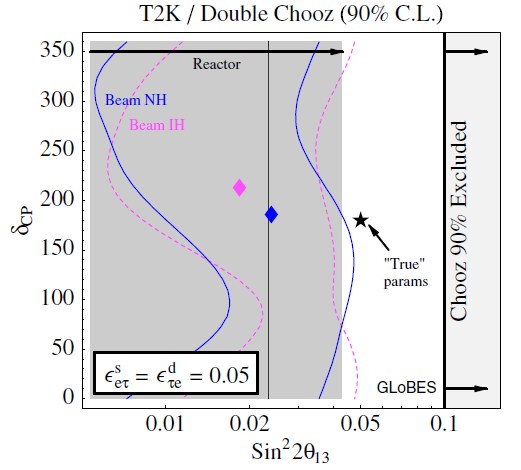 T2K / Double Chooz (90% C.L.)
350
300
250
200
150
100
50
0
δCP
Reactor
Beam NH
Beam IH
"True"
params
Chooz 90% Excluded
ϵ^s_eτ = ϵ^d_τe = 0.05
GLoBES
0.01
0.02
0.05
0.1
Sin²2θ₁₃